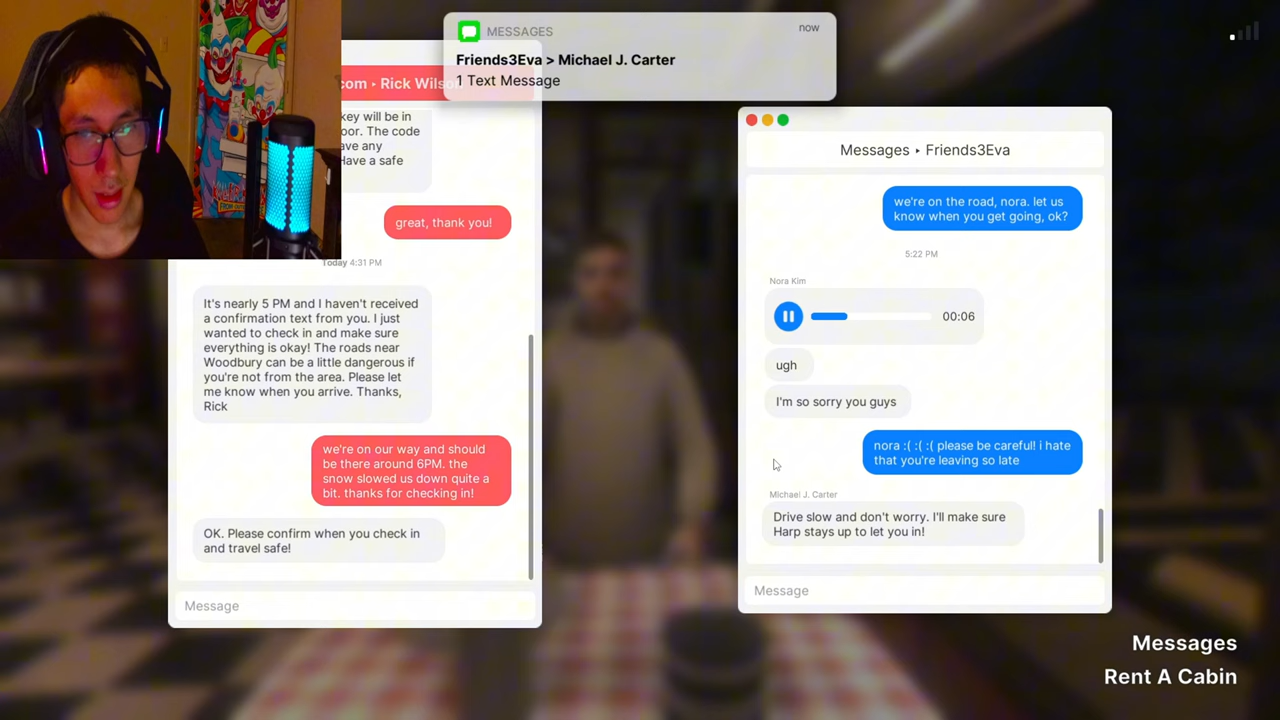 MESSAGES
now
Friends3Eva > Michael J. Carter
1 Text Message
com ▸ Rick Wilso
key will be in
oor. The code
ave any
Have a safe
great, thank you!
Today 4:31 PM
It's nearly 5 PM and I haven't received
a confirmation text from you. I just
wanted to check in and make sure
everything is okay! The roads near
Woodbury can be a little dangerous if
you're not from the area. Please let
me know when you arrive. Thanks,
Rick
we're on our way and should
be there around 6PM. the
snow slowed us down quite a
bit. thanks for checking in!
OK. Please confirm when you check in
and travel safe!
Message
Messages ▸ Friends3Eva
we're on the road, nora. let us
know when you get going, ok?
5:22 PM
Nora Kim
00:06
ugh
I'm so sorry you guys
nora :( :( :( please be careful! i hate
that you're leaving so late
Michael J. Carter
Drive slow and don't worry. I'll make sure
Harp stays up to let you in!
Message
Messages
Rent A Cabin